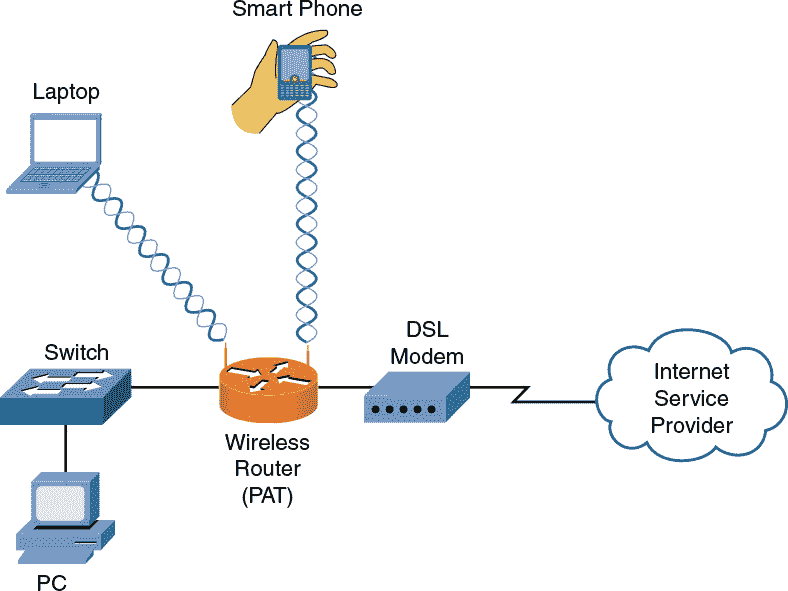 Smart Phone
Laptop
DSL
Modem
Switch
Internet
Service
Provider
Wireless
Router
(PAT)
PC